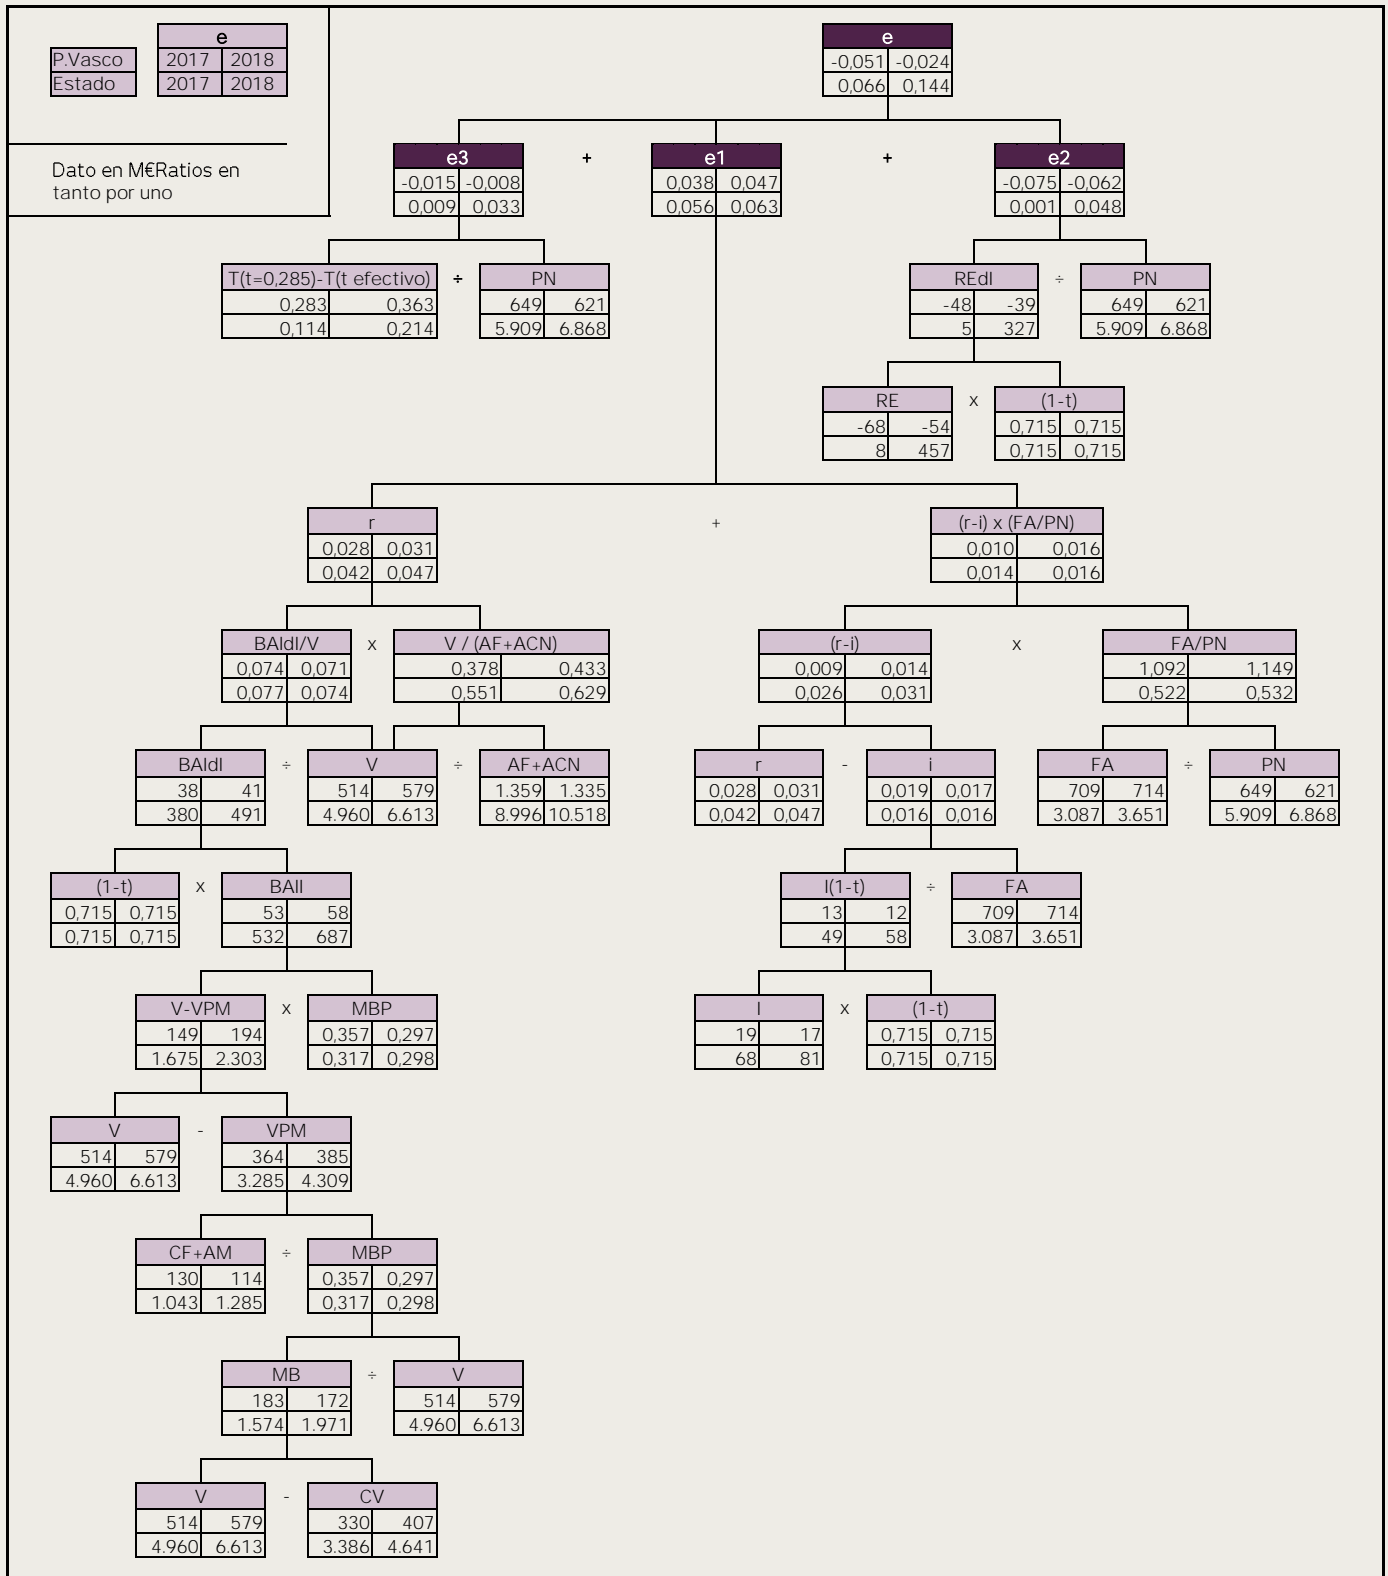 e
P.Vasco 2017 2018
Estado 2017 2018
Dato en M€Ratios en
tanto por uno
e
-0,051 -0,024
0,066 0,144
e3 + e1 + e2
-0,015 -0,008 0,038 0,047 -0,075 -0,062
0,009 0,033 0,056 0,063 0,001 0,048
T(t=0,285)-T(t efectivo) ÷ PN REdI ÷ PN
0,283 0,363 649 621 -48 -39 649 621
0,114 0,214 5.909 6.868 5 327 5.909 6.868
RE x (1-t)
-68 -54 0,715 0,715
8 457 0,715 0,715
r + (r-i) x (FA/PN)
0,028 0,031 0,010 0,016
0,042 0,047 0,014 0,016
BAIdI/V x V / (AF+ACN) (r-i) x FA/PN
0,074 0,071 0,378 0,433 0,009 0,014 1,092 1,149
0,077 0,074 0,551 0,629 0,026 0,031 0,522 0,532
BAIdI ÷ V ÷ AF+ACN r - i FA ÷ PN
38 41 514 579 1.359 1.335 0,028 0,031 0,019 0,017 709 714 649 621
380 491 4.960 6.613 8.996 10.518 0,042 0,047 0,016 0,016 3.087 3.651 5.909 6.868
(1-t) x BAII I(1-t) ÷ FA
0,715 0,715 53 58 13 12 709 714
0,715 0,715 532 687 49 58 3.087 3.651
V-VPM x MBP I x (1-t)
149 194 0,357 0,297 19 17 0,715 0,715
1.675 2.303 0,317 0,298 68 81 0,715 0,715
V - VPM
514 579 364 385
4.960 6.613 3.285 4.309
CF+AM ÷ MBP
130 114 0,357 0,297
1.043 1.285 0,317 0,298
MB ÷ V
183 172 514 579
1.574 1.971 4.960 6.613
V - CV
514 579 330 407
4.960 6.613 3.386 4.641